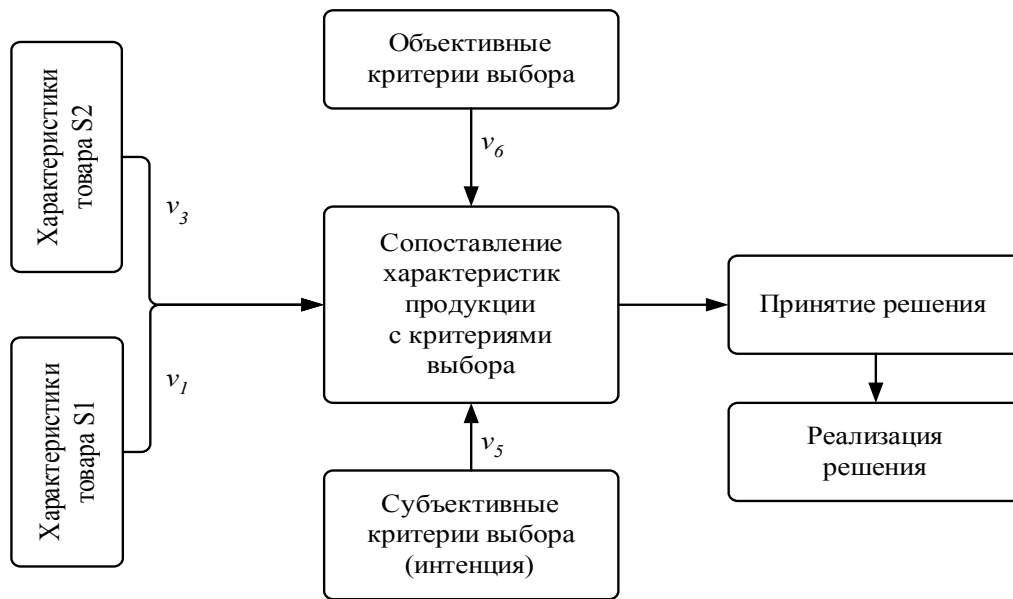 Объективные
критерии выбора
v6
Характеристики
товара S2
v3
Сопоставление
характеристик
продукции
с критериями
выбора
Принятие решения
Характеристики
товара S1
v1
v5
Реализация
решения
Субъективные
критерии выбора
(интенция)